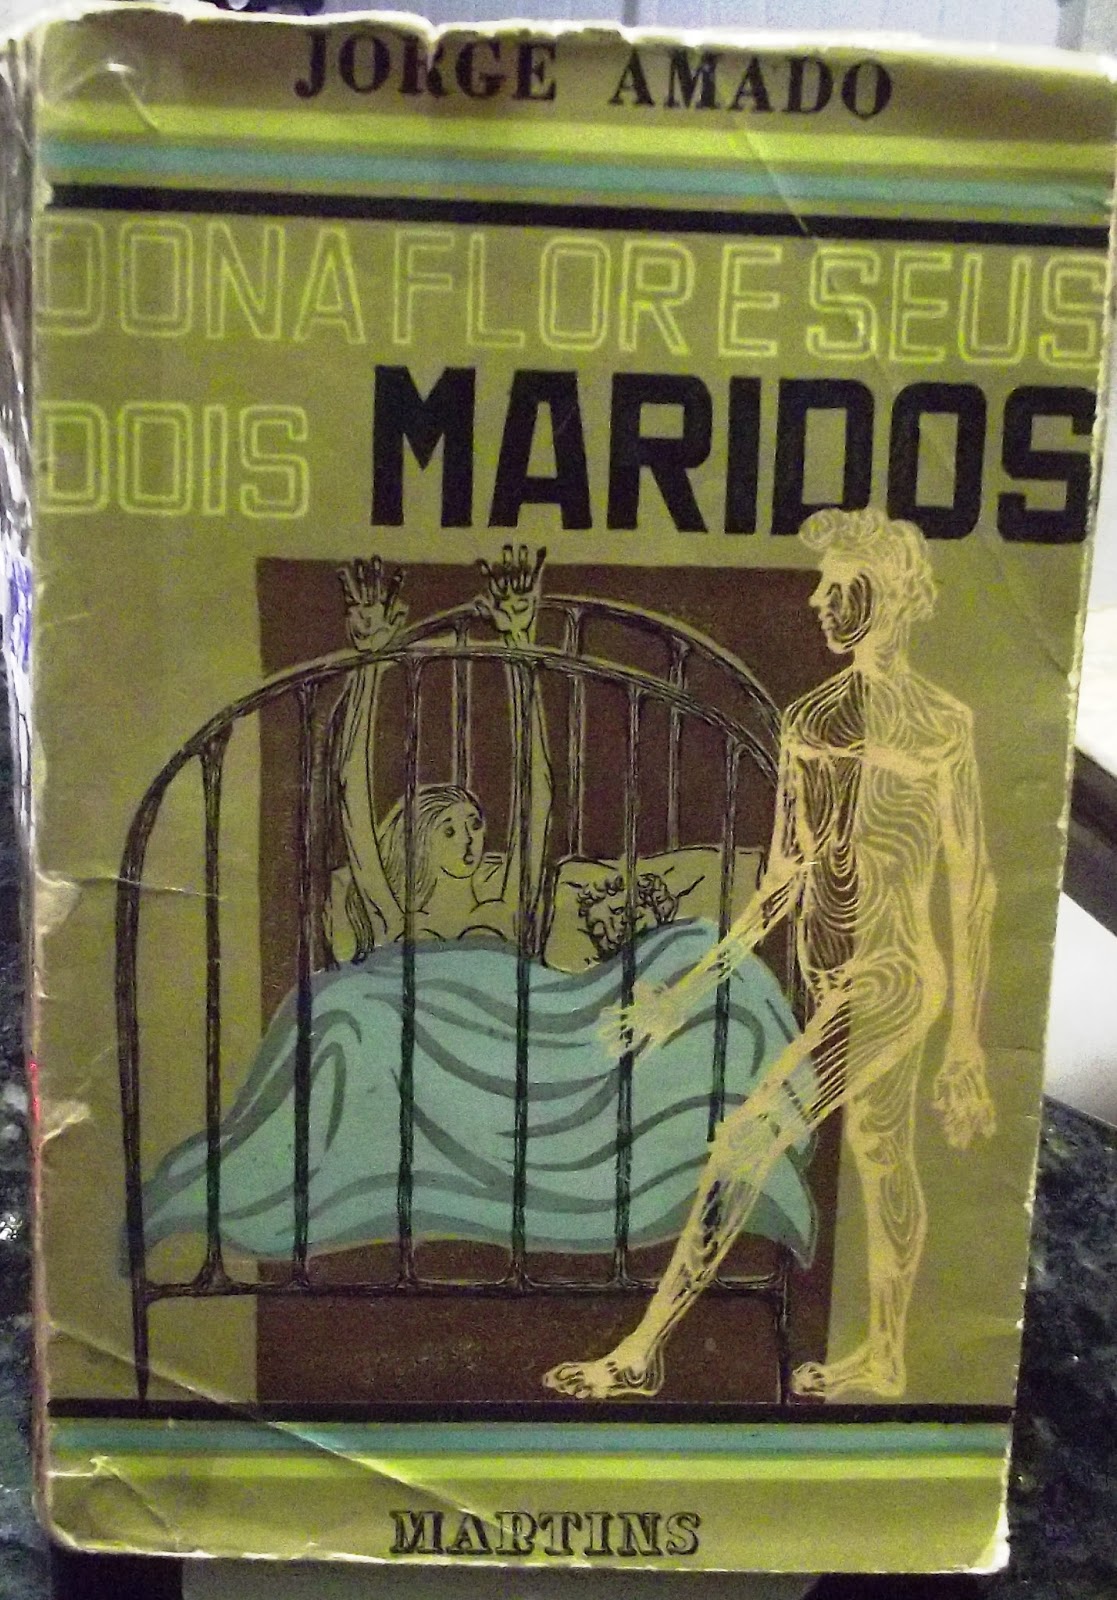 JORGE AMADO
DONA FLOR E SEUS
DOIS MARIDOS
MARTINS